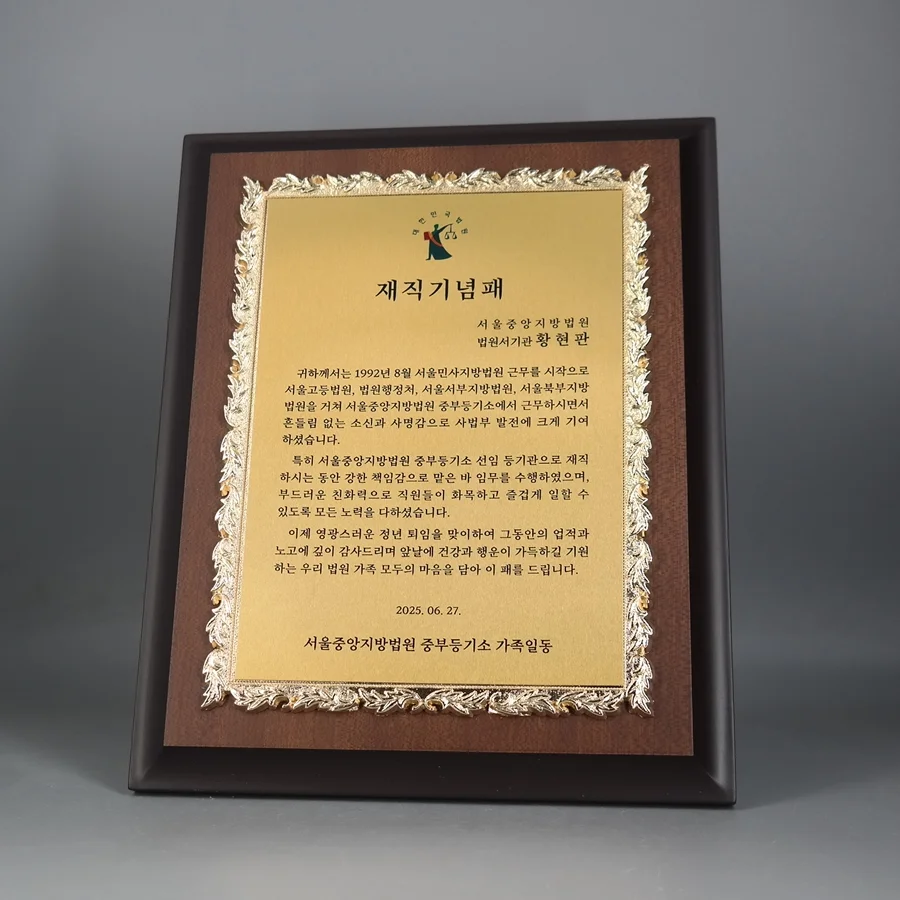 대한민국법원
재직기념패
서울중앙지방법원
법원서기관 황현판
귀하께서는 1992년 8월 서울민사지방법원 근무를 시작으로
서울고등법원, 법원행정처, 서울서부지방법원, 서울북부지방
법원을 거쳐 서울중앙지방법원 중부등기소에서 근무하시면서
흔들림 없는 소신과 사명감으로 사법부 발전에 크게 기여
하셨습니다.
특히 서울중앙지방법원 중부등기소 선임 등기관으로 재직
하시는 동안 강한 책임감으로 맡은 바 임무를 수행하였으며,
부드러운 친화력으로 직원들이 화목하고 즐겁게 일할 수
있도록 모든 노력을 다하셨습니다.
이제 영광스러운 정년 퇴임을 맞이하여 그동안의 업적과
노고에 깊이 감사드리며 앞날에 건강과 행운이 가득하길 기원
하는 우리 법원 가족 모두의 마음을 담아 이 패를 드립니다.
2025. 06. 27.
서울중앙지방법원 중부등기소 가족일동